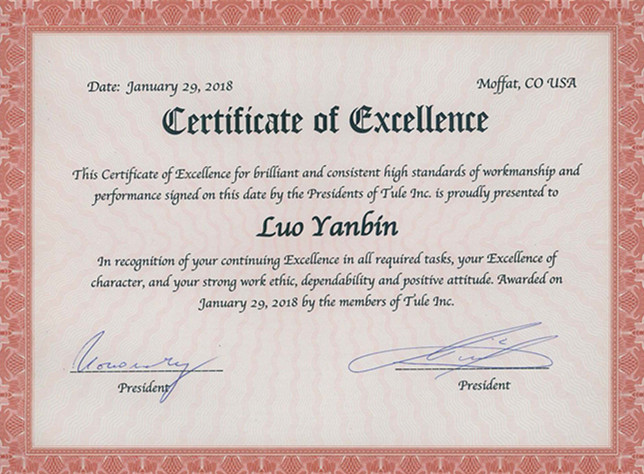 Date: January 29, 2018 Moffat, CO USA
Certificate of Excellence
This Certificate of Excellence for brilliant and consistent high standards of workmanship and
performance signed on this date by the Presidents of Tule Inc. is proudly presented to
Luo Yanbin
In recognition of your continuing Excellence in all required tasks, your Excellence of
character, and your strong work ethic, dependability and positive attitude. Awarded on
January 29, 2018 by the members of Tule Inc.
President President